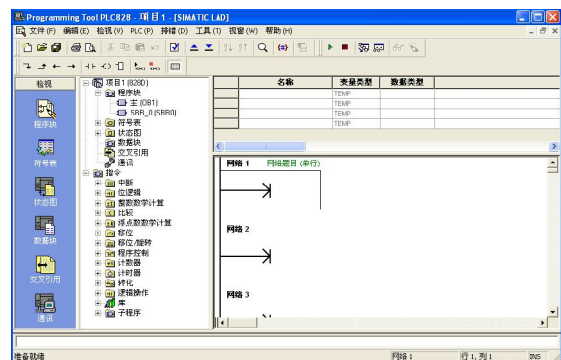 Programming Tool PLC828 - 项目1 - [SIMATIC LAD]
文件(F) 编辑(E) 检视(V) PLC(P) 排错(D) 工具(T) 视窗(W) 帮助(H)
检视
程序块
符号表
状态图
数据块
交叉引用
通讯
项目1(828D)
程序块
主(OB1)
SBR_0(SBR0)
符号表
状态图
数据块
交叉引用
通讯
指令
中断
位逻辑
整数数学计算
比较
浮点数数学计算
移位
移位/旋转
程序控制
计数器
计时器
转化
逻辑操作
库
子程序
名称 变量类型 数据类型
TEMP
TEMP
TEMP
TEMP
网络 1 网络题目(单行)
网络 2
网络 3
准备就绪 网络 1 行 1, 列 1 INS